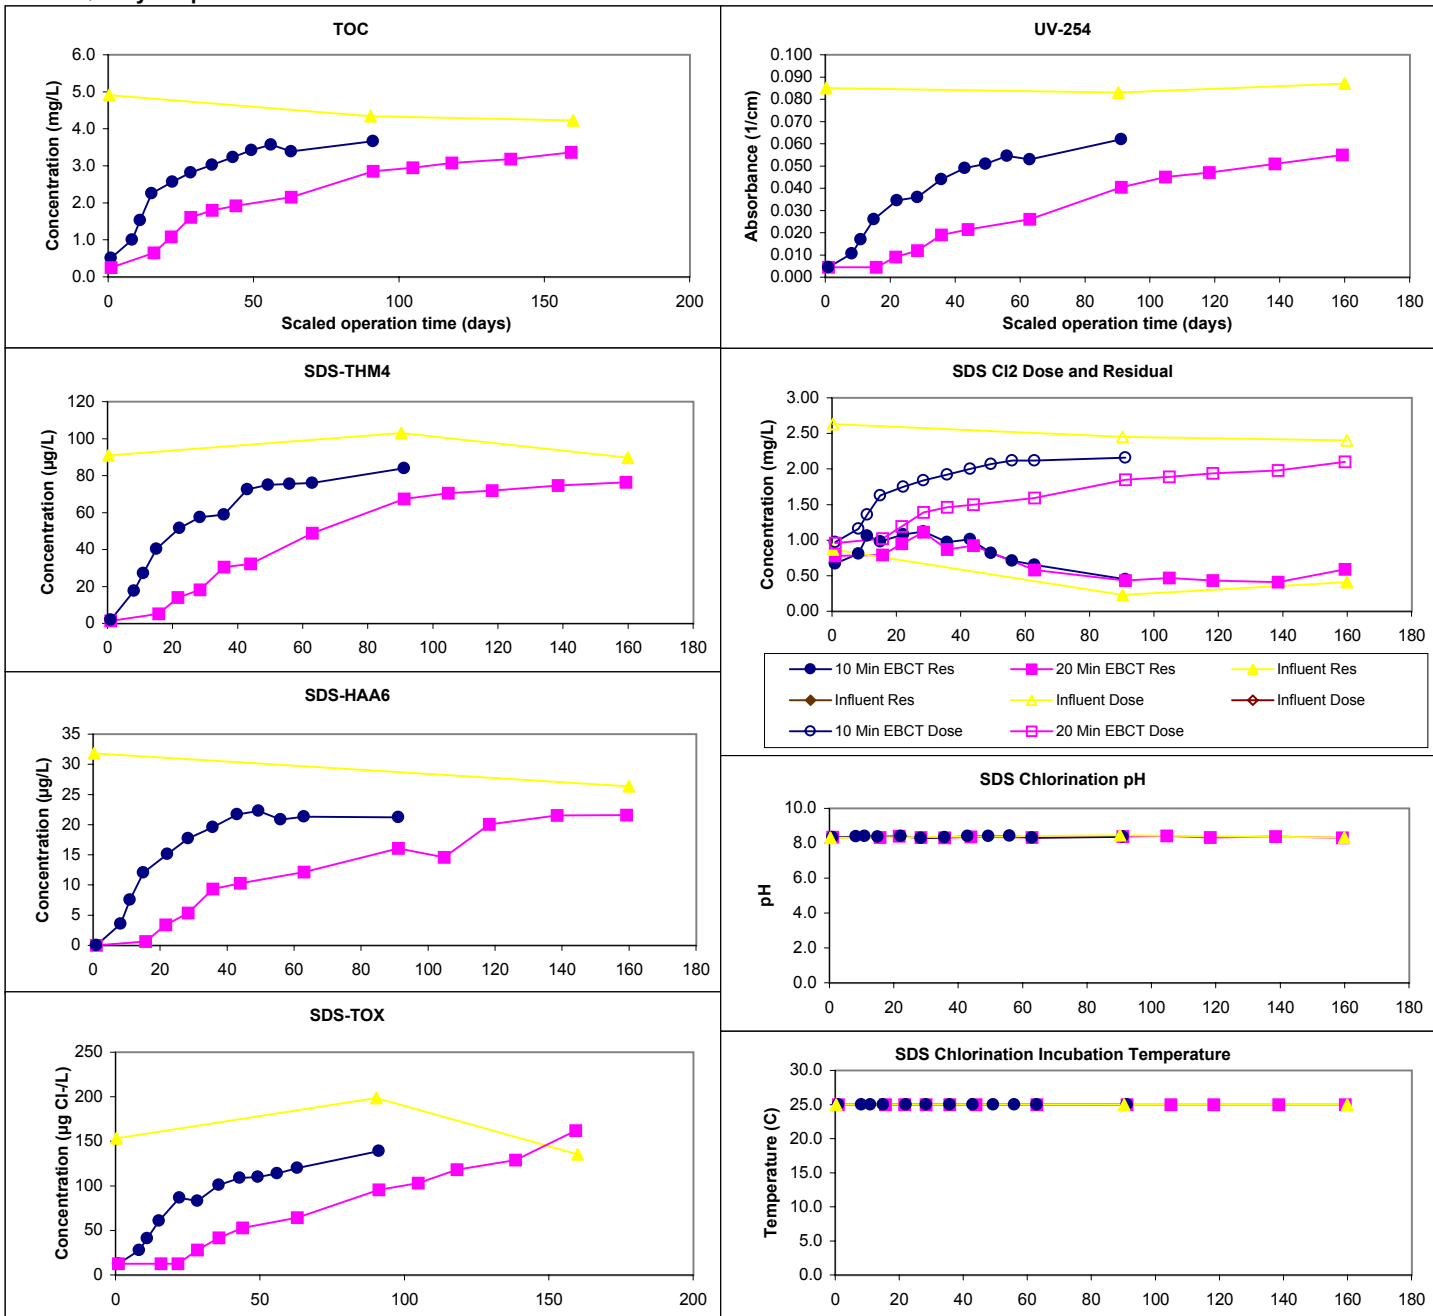 TOC
6.0
5.0
4.0
3.0
2.0
1.0
0.0
Concentration (mg/L)
0 50 100 150 200
Scaled operation time (days)
UV-254
0.100
0.090
0.080
0.070
0.060
0.050
0.040
0.030
0.020
0.010
0.000
Absorbance (1/cm)
0 20 40 60 80 100 120 140 160 180
Scaled operation time (days)
SDS-THM4
120
100
80
60
40
20
0
Concentration (µg/L)
0 20 40 60 80 100 120 140 160 180
SDS Cl2 Dose and Residual
3.00
2.50
2.00
1.50
1.00
0.50
0.00
Concentration (mg/L)
0 20 40 60 80 100 120 140 160 180
10 Min EBCT Res 20 Min EBCT Res Influent Res
Influent Res Influent Dose Influent Dose
10 Min EBCT Dose 20 Min EBCT Dose
SDS-HAA6
35
30
25
20
15
10
5
0
Concentration (µg/L)
0 20 40 60 80 100 120 140 160 180
SDS Chlorination pH
10.0
8.0
6.0
4.0
2.0
0.0
pH
0 20 40 60 80 100 120 140 160 180
SDS-TOX
250
200
150
100
50
0
Concentration (µg Cl-/L)
0 50 100 150 200
SDS Chlorination Incubation Temperature
30.0
25.0
20.0
15.0
10.0
5.0
0.0
Temperature (C)
0 20 40 60 80 100 120 140 160 180